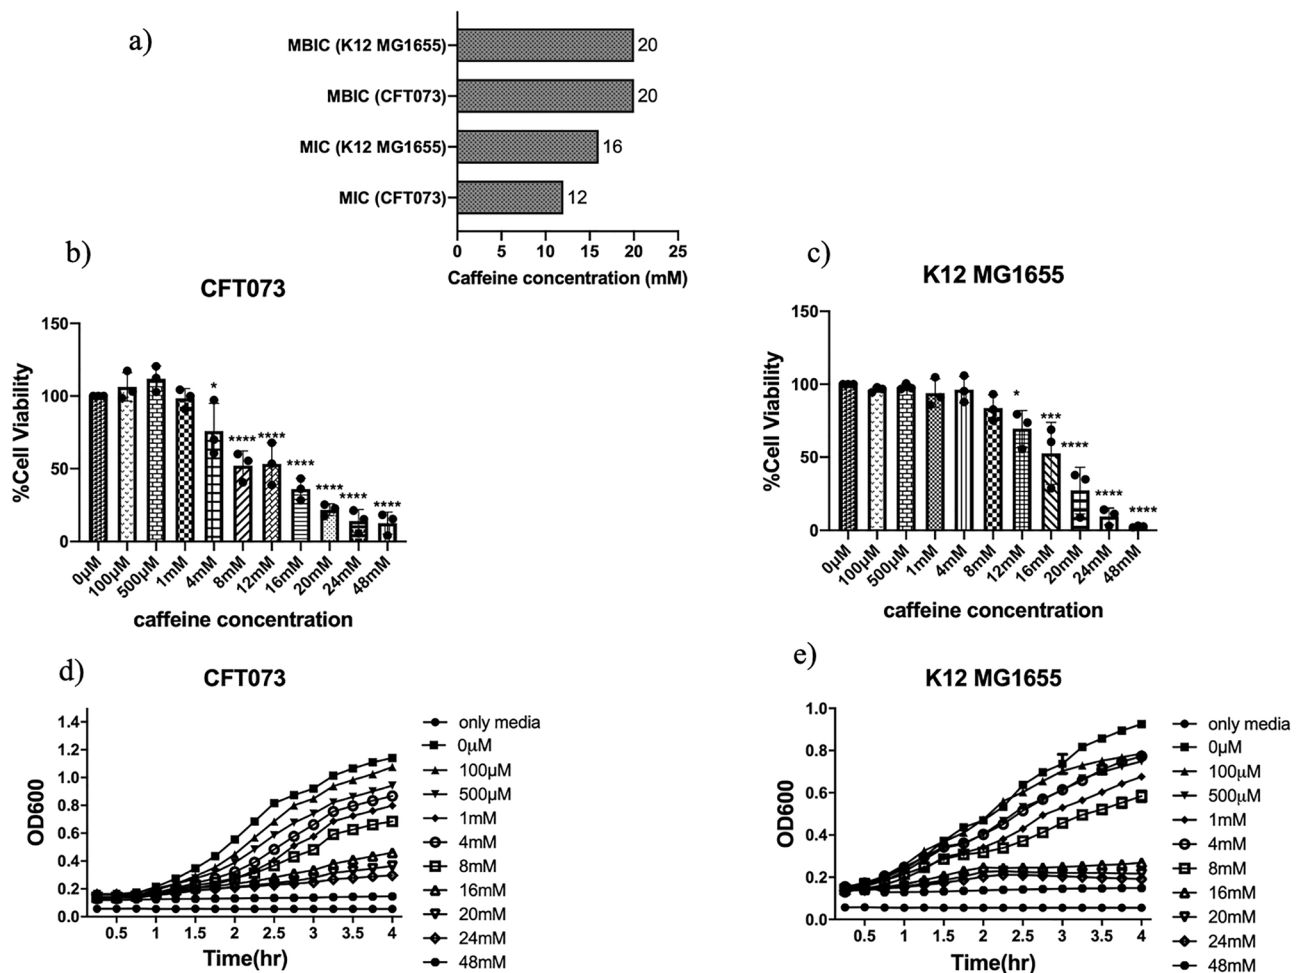 a)
MBIC (K12 MG1655)
20
MBIC (CFT073)
20
MIC (K12 MG1655)
16
MIC (CFT073)
12
0 5 10 15 20 25
Caffeine concentration (mM)
b)
CFT073
%Cell Viability
150
100
50
0
*
****
****
****
****
****
****
0µM 100µM 500µM 1mM 4mM 8mM 12mM 16mM 20mM 24mM 48mM
caffeine concentration
c)
K12 MG1655
%Cell Viability
150
100
50
0
*
***
****
****
****
0µM 100µM 500µM 1mM 4mM 8mM 12mM 16mM 20mM 24mM 48mM
caffeine concentration
d)
CFT073
OD600
1.4
1.2
1.0
0.8
0.6
0.4
0.2
0.0
0.5 1 1.5 2 2.5 3 3.5 4
Time(hr)
only media
0µM
100µM
500µM
1mM
4mM
8mM
16mM
20mM
24mM
48mM
e)
K12 MG1655
OD600
1.0
0.8
0.6
0.4
0.2
0.0
0.5 1 1.5 2 2.5 3 3.5 4
Time(hr)
only media
0µM
100µM
500µM
1mM
4mM
8mM
16mM
20mM
24mM
48mM